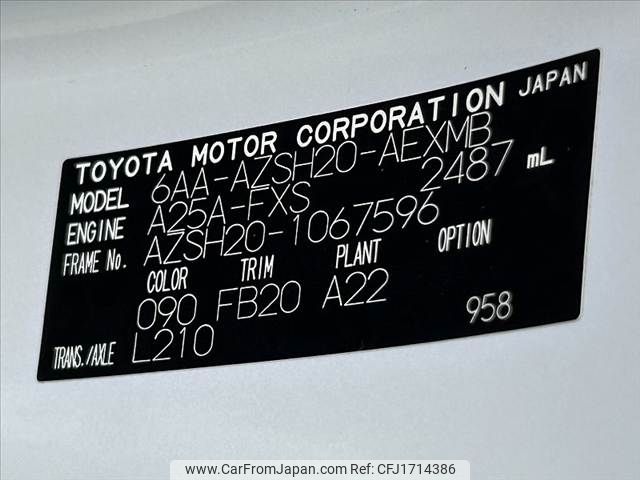 TOYOTA MOTOR CORPORATION JAPAN
MODEL 6AA-AZSH20-AEXMB
ENGINE A25A-FXS 2487 mL
FRAME No. AZSH20-1067596
COLOR TRIM PLANT OPTION
090 FB20 A22
TRANS./AXLE L210 958
www.CarFromJapan.com RefNo: CFJ1714386